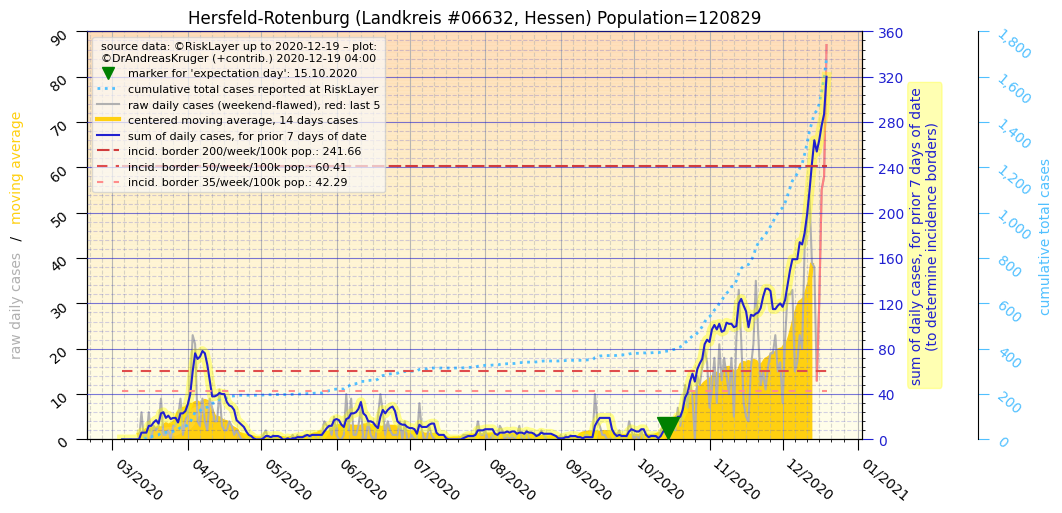 Hersfeld-Rotenburg (Landkreis #06632, Hessen) Population=120829
source data: ©RiskLayer up to 2020-12-19 – plot:
©DrAndreasKruger (+contrib.) 2020-12-19 04:00
marker for 'expectation day': 15.10.2020
cumulative total cases reported at RiskLayer
raw daily cases (weekend-flawed), red: last 5
centered moving average, 14 days cases
sum of daily cases, for prior 7 days of date
incid. border 200/week/100k pop.: 241.66
incid. border 50/week/100k pop.: 60.41
incid. border 35/week/100k pop.: 42.29
raw daily cases / moving average
90
80
70
60
50
40
30
20
10
0
03/2020
04/2020
05/2020
06/2020
07/2020
08/2020
09/2020
10/2020
11/2020
12/2020
01/2021
360
320
280
240
200
160
120
80
40
0
sum of daily cases, for prior 7 days of date
(to determine incidence borders)
1,800
1,600
1,400
1,200
1,000
800
600
400
200
0
cumulative total cases